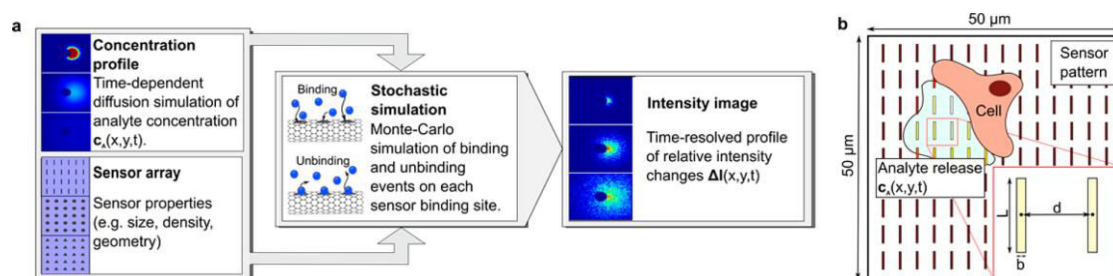 a
Concentration
profile
Time-dependent
diffusion simulation of
analyte concentration
cA(x,y,t).
Sensor array
Sensor properties
(e.g. size, density,
geometry)
Binding
Unbinding
Stochastic
simulation
Monte-Carlo
simulation of binding
and unbinding
events on each
sensor binding site.
Intensity image
Time-resolved profile
of relative intensity
changes ΔI(x,y,t)
b
50 µm
50 µm
Sensor
pattern
Cell
Analyte release
cA(x,y,t)
L
d
b